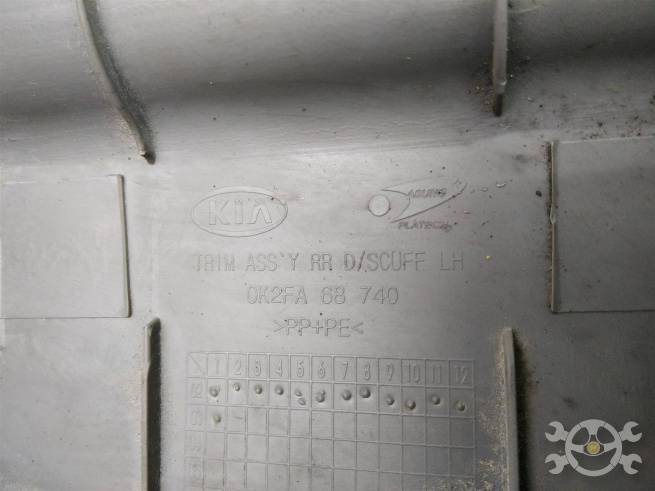 KIA
TRIM ASS'Y RR D/SCUFF LH
0K2FA 68 740
>PP+PE<
1 2 3 4 5 6 7 8 9 10 11 12
02